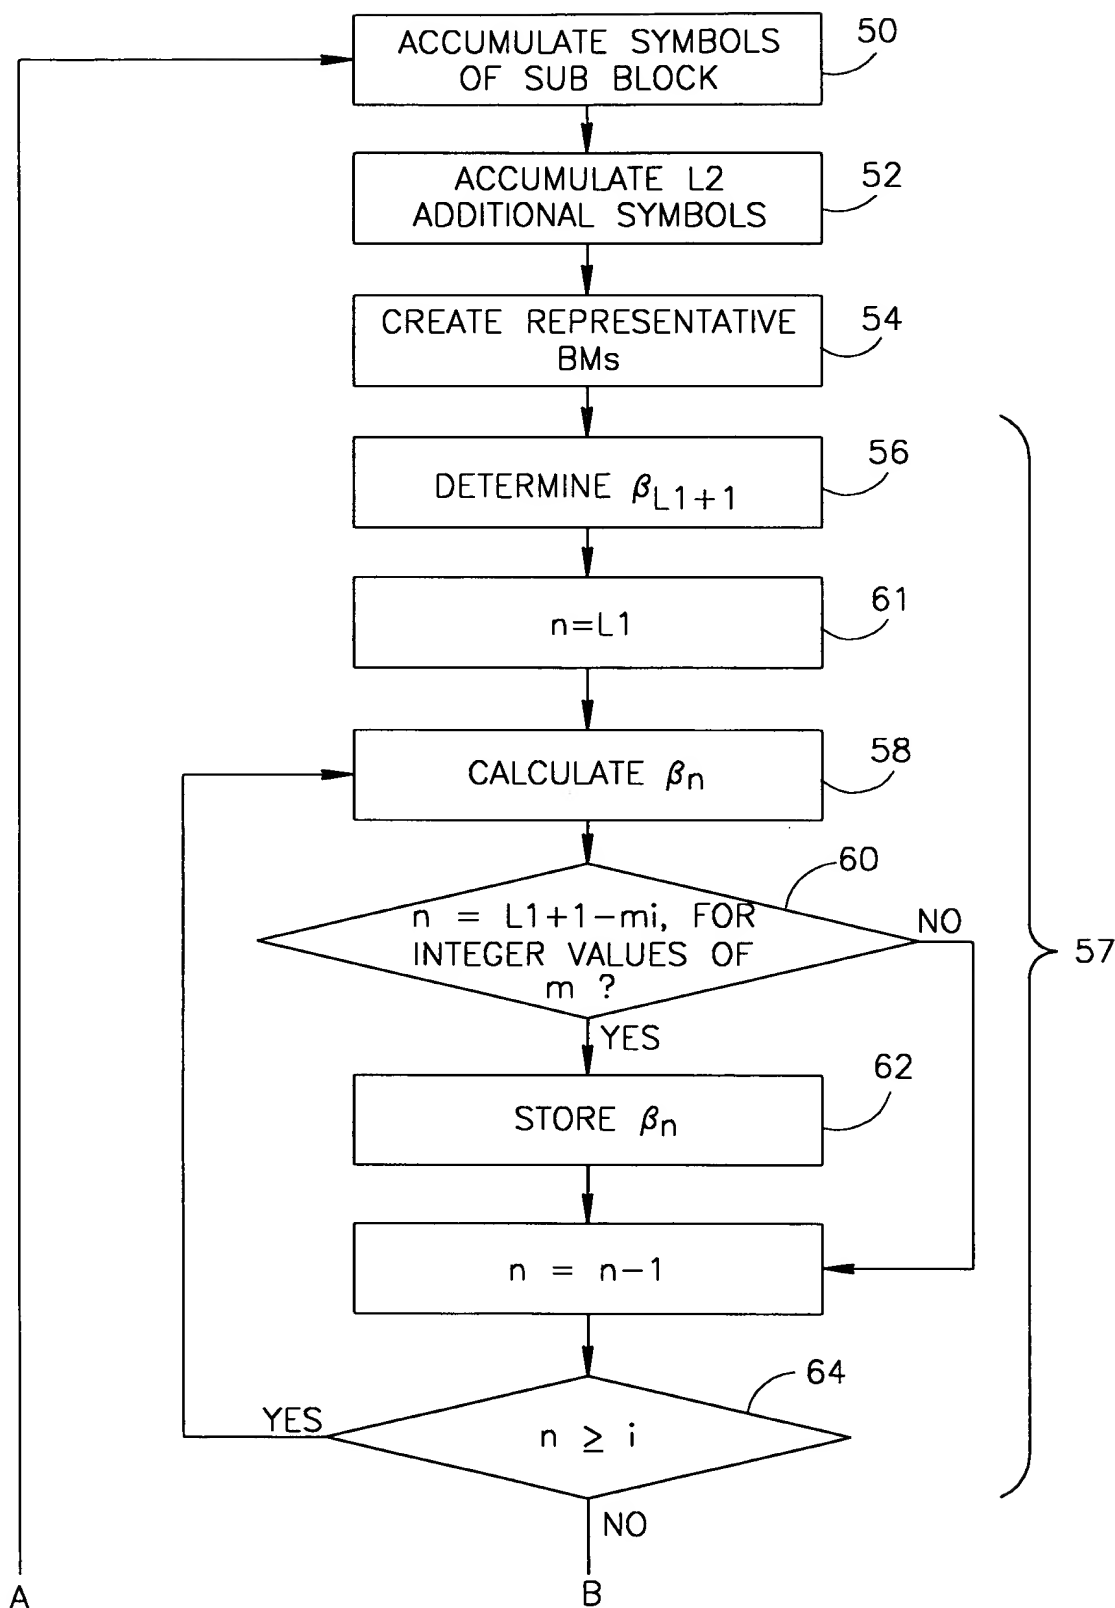 ACCUMULATE SYMBOLS
OF SUB BLOCK
50
ACCUMULATE L2
ADDITIONAL SYMBOLS
52
CREATE REPRESENTATIVE
BMs
54
DETERMINE βL1+1
56
n=L1
61
CALCULATE βn
58
60
n = L1+1-mi, FOR
INTEGER VALUES OF
m ?
NO
YES
57
STORE βn
62
n = n-1
64
n ≥ i
YES
NO
A
B